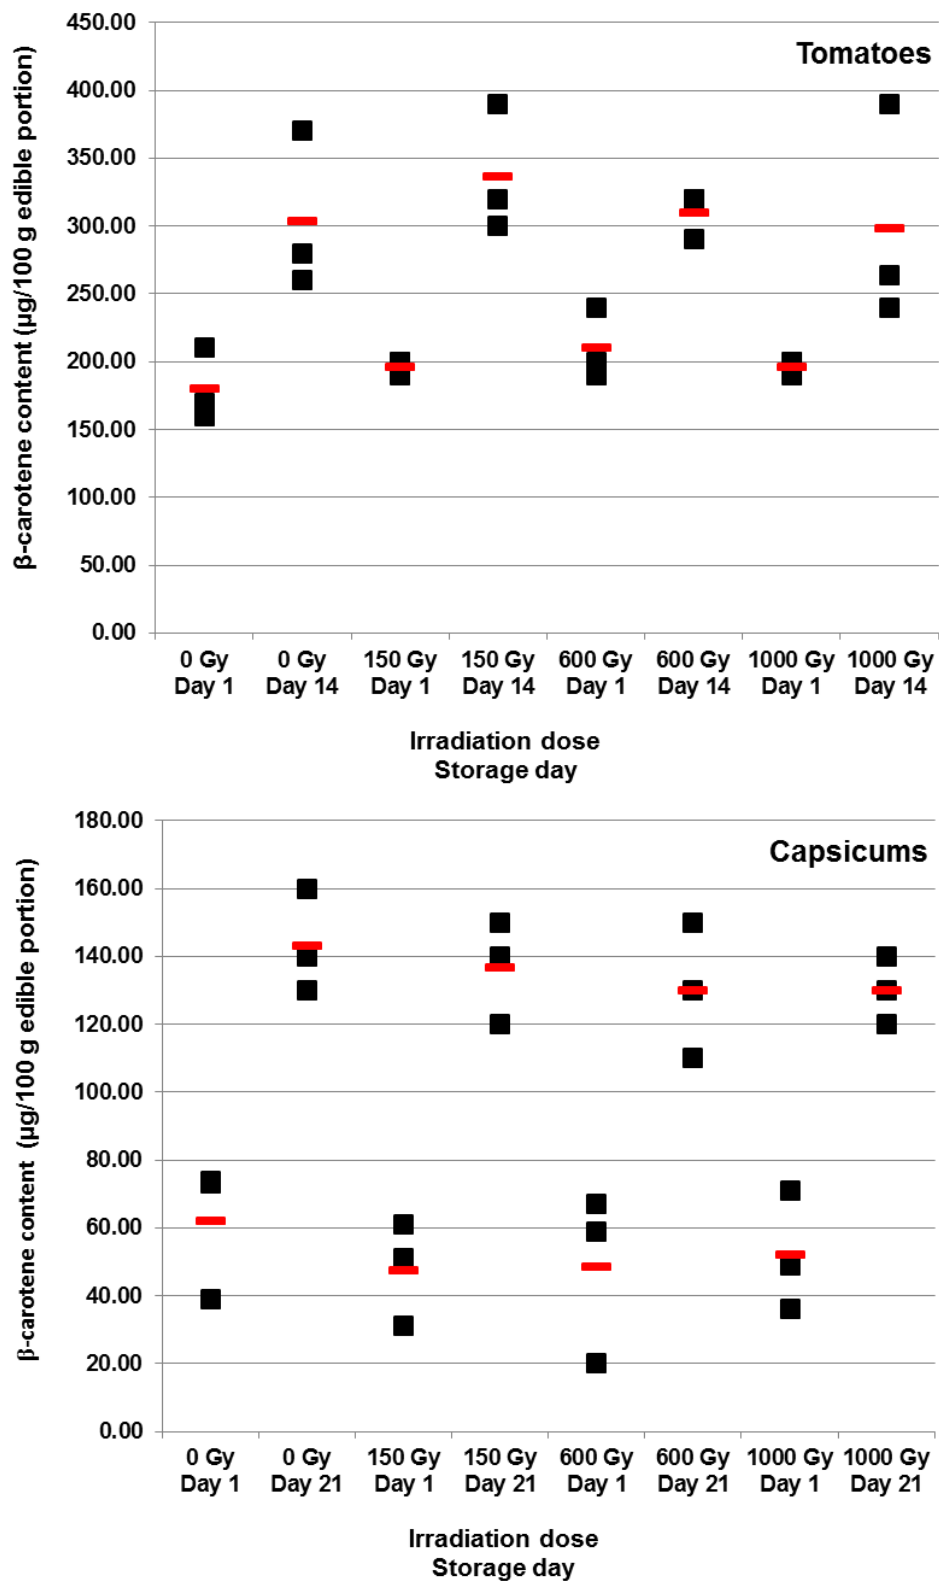 Tomatoes
β-carotene content (µg/100 g edible portion)
450.00
400.00
350.00
300.00
250.00
200.00
150.00
100.00
50.00
0.00
0 Gy 0 Gy 150 Gy 150 Gy 600 Gy 600 Gy 1000 Gy 1000 Gy
Day 1 Day 14 Day 1 Day 14 Day 1 Day 14 Day 1 Day 14
Irradiation dose
Storage day
Capsicums
β-carotene content (µg/100 g edible portion)
180.00
160.00
140.00
120.00
100.00
80.00
60.00
40.00
20.00
0.00
0 Gy 0 Gy 150 Gy 150 Gy 600 Gy 600 Gy 1000 Gy 1000 Gy
Day 1 Day 21 Day 1 Day 21 Day 1 Day 21 Day 1 Day 21
Irradiation dose
Storage day